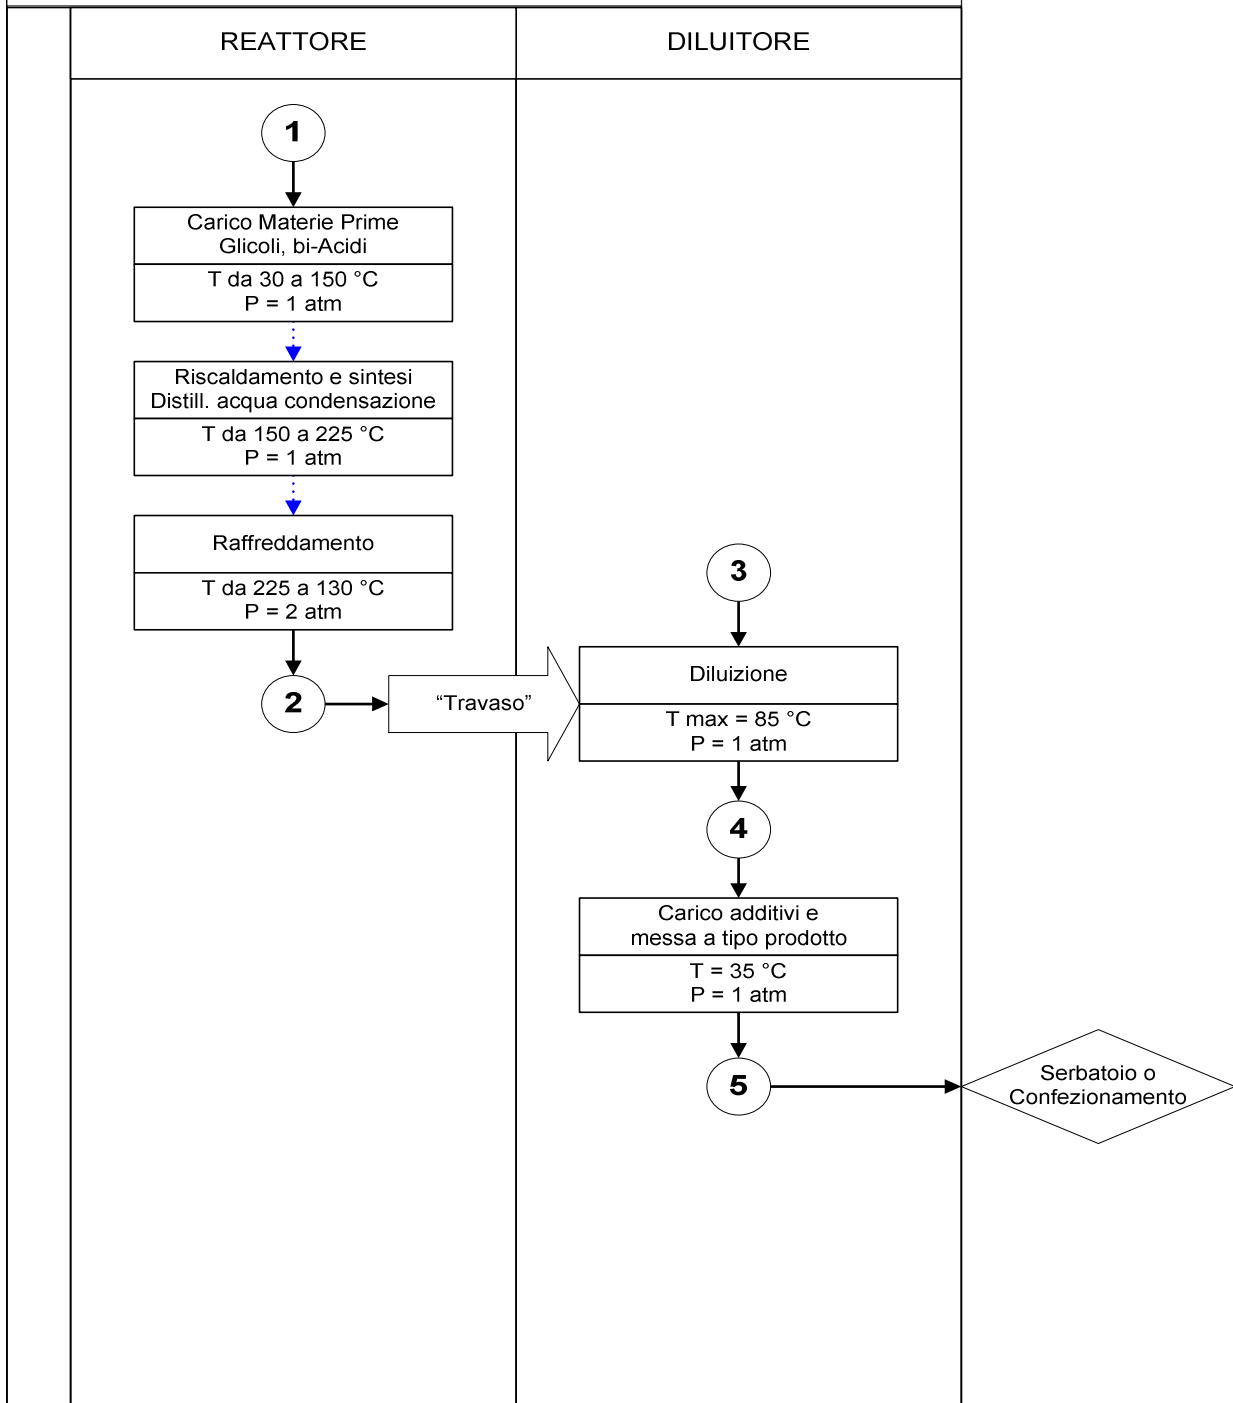 REATTORE
DILUITORE
1
Carico Materie Prime
Glicoli, bi-Acidi
T da 30 a 150 °C
P = 1 atm
Riscaldamento e sintesi
Distill. acqua condensazione
T da 150 a 225 °C
P = 1 atm
Raffreddamento
T da 225 a 130 °C
P = 2 atm
2
“Travaso”
3
Diluizione
T max = 85 °C
P = 1 atm
4
Carico additivi e
messa a tipo prodotto
T = 35 °C
P = 1 atm
5
Serbatoio o
Confezionamento